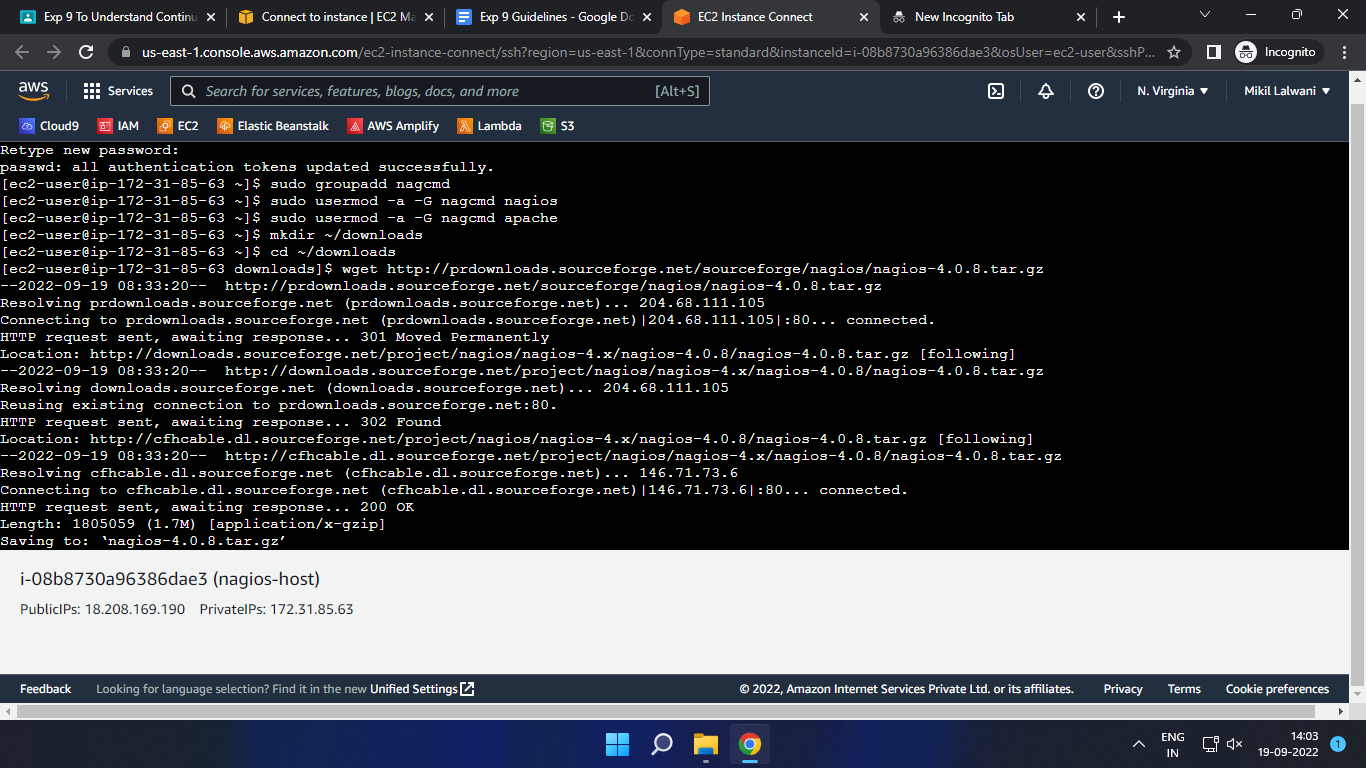 Exp 9 To Understand Continu
Connect to instance | EC2 Ma
Exp 9 Guidelines - Google Do
EC2 Instance Connect
New Incognito Tab
us-east-1.console.aws.amazon.com/ec2-instance-connect/ssh?region=us-east-1&connType=standard&instanceId=i-08b8730a96386dae3&osUser=ec2-user&sshP...
Incognito
aws
Services
Search for services, features, blogs, docs, and more
[Alt+S]
N. Virginia
Mikil Lalwani
Cloud9
IAM
EC2
Elastic Beanstalk
AWS Amplify
Lambda
S3
Retype new password:
passwd: all authentication tokens updated successfully.
[ec2-user@ip-172-31-85-63 ~]$ sudo groupadd nagcmd
[ec2-user@ip-172-31-85-63 ~]$ sudo usermod -a -G nagcmd nagios
[ec2-user@ip-172-31-85-63 ~]$ sudo usermod -a -G nagcmd apache
[ec2-user@ip-172-31-85-63 ~]$ mkdir ~/downloads
[ec2-user@ip-172-31-85-63 ~]$ cd ~/downloads
[ec2-user@ip-172-31-85-63 downloads]$ wget http://prdownloads.sourceforge.net/sourceforge/nagios/nagios-4.0.8.tar.gz
--2022-09-19 08:33:20--  http://prdownloads.sourceforge.net/sourceforge/nagios/nagios-4.0.8.tar.gz
Resolving prdownloads.sourceforge.net (prdownloads.sourceforge.net)... 204.68.111.105
Connecting to prdownloads.sourceforge.net (prdownloads.sourceforge.net)|204.68.111.105|:80... connected.
HTTP request sent, awaiting response... 301 Moved Permanently
Location: http://downloads.sourceforge.net/project/nagios/nagios-4.x/nagios-4.0.8/nagios-4.0.8.tar.gz [following]
--2022-09-19 08:33:20--  http://downloads.sourceforge.net/project/nagios/nagios-4.x/nagios-4.0.8/nagios-4.0.8.tar.gz
Resolving downloads.sourceforge.net (downloads.sourceforge.net)... 204.68.111.105
Reusing existing connection to prdownloads.sourceforge.net:80.
HTTP request sent, awaiting response... 302 Found
Location: http://cfhcable.dl.sourceforge.net/project/nagios/nagios-4.x/nagios-4.0.8/nagios-4.0.8.tar.gz [following]
--2022-09-19 08:33:20--  http://cfhcable.dl.sourceforge.net/project/nagios/nagios-4.x/nagios-4.0.8/nagios-4.0.8.tar.gz
Resolving cfhcable.dl.sourceforge.net (cfhcable.dl.sourceforge.net)... 146.71.73.6
Connecting to cfhcable.dl.sourceforge.net (cfhcable.dl.sourceforge.net)|146.71.73.6|:80... connected.
HTTP request sent, awaiting response... 200 OK
Length: 1805059 (1.7M) [application/x-gzip]
Saving to: ‘nagios-4.0.8.tar.gz’
i-08b8730a96386dae3 (nagios-host)
PublicIPs: 18.208.169.190 PrivateIPs: 172.31.85.63
Feedback
Looking for language selection? Find it in the new Unified Settings
© 2022, Amazon Internet Services Private Ltd. or its affiliates.
Privacy
Terms
Cookie preferences
ENG
IN
14:03
19-09-2022
1